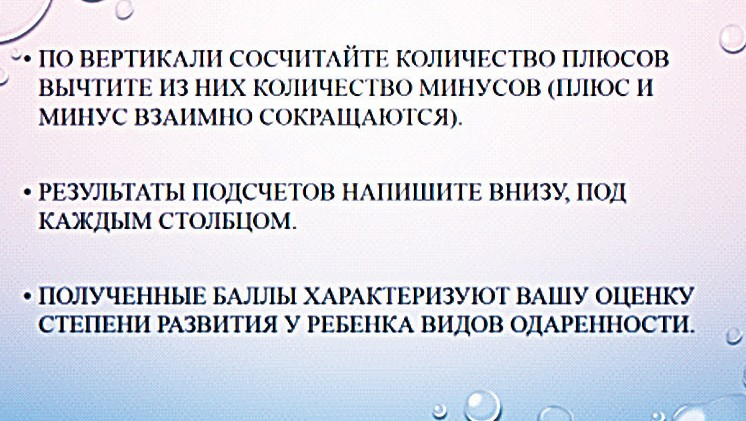 • ПО ВЕРТИКАЛИ СОСЧИТАЙТЕ КОЛИЧЕСТВО ПЛЮСОВ
ВЫЧТИТЕ ИЗ НИХ КОЛИЧЕСТВО МИНУСОВ (ПЛЮС И
МИНУС ВЗАИМНО СОКРАЩАЮТСЯ).
• РЕЗУЛЬТАТЫ ПОДСЧЕТОВ НАПИШИТЕ ВНИЗУ, ПОД
КАЖДЫМ СТОЛБЦОМ.
• ПОЛУЧЕННЫЕ БАЛЛЫ ХАРАКТЕРИЗУЮТ ВАШУ ОЦЕНКУ
СТЕПЕНИ РАЗВИТИЯ У РЕБЕНКА ВИДОВ ОДАРЕННОСТИ.